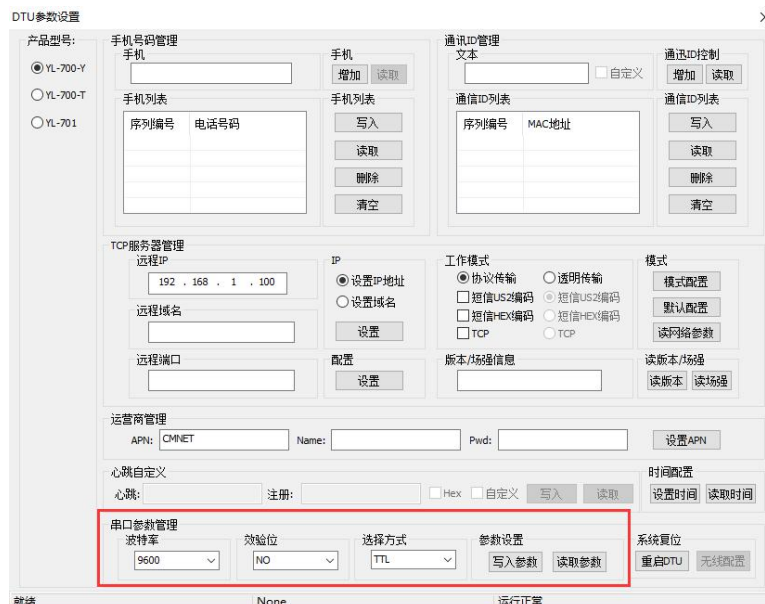 DTU参数设置
产品型号:
YL-700-Y
YL-700-T
YL-701
手机号码管理
手机
手机
增加 读取
手机列表
序列编号 电话号码
手机列表
写入
读取
删除
清空
通讯ID管理
文本
自定义
通迅ID控制
增加 读取
通信ID列表
序列编号 MAC地址
通信ID列表
写入
读取
删除
清空
TCP服务器管理
远程IP
192 . 168 . 1 . 100
远程域名
远程端口
IP
设置IP地址
设置域名
设置
配置
设置
工作模式
协议传输 透明传输
短信US2编码 短信US2编码
短信HEX编码 短信HEX编码
TCP TCP
模式
模式配置
默认配置
读网络参数
版本/场强信息
读版本/场强
读版本 读场强
运营商管理
APN: CMNET Name: Pwd: 设置APN
心跳自定义
心跳: 注册: Hex 自定义 写入 读取
时间配置
设置时间 读取时间
串口参数管理
波特率 效验位 选择方式 参数设置
9600 NO TTL 写入参数 读取参数
系统复位
重启DTU 无线配置
就绪 None 运行正常